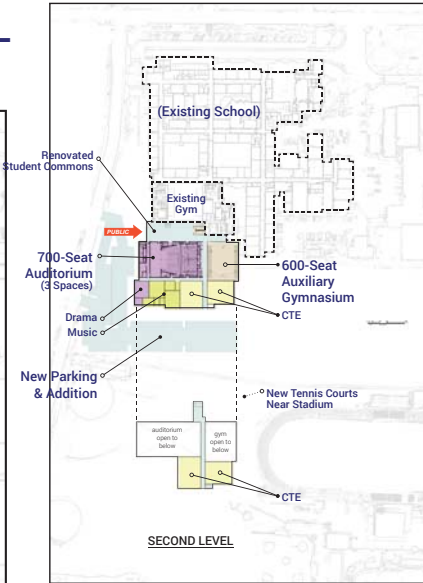 (Existing School)
Renovated
Student Commons
Existing
Gym
PUBLIC
700-Seat
Auditorium
(3 Spaces)
600-Seat
Auxiliary
Gymnasium
Drama
Music
CTE
New Parking
& Addition
New Tennis Courts
Near Stadium
auditorium
open to
below
gym
open to
below
CTE
SECOND LEVEL